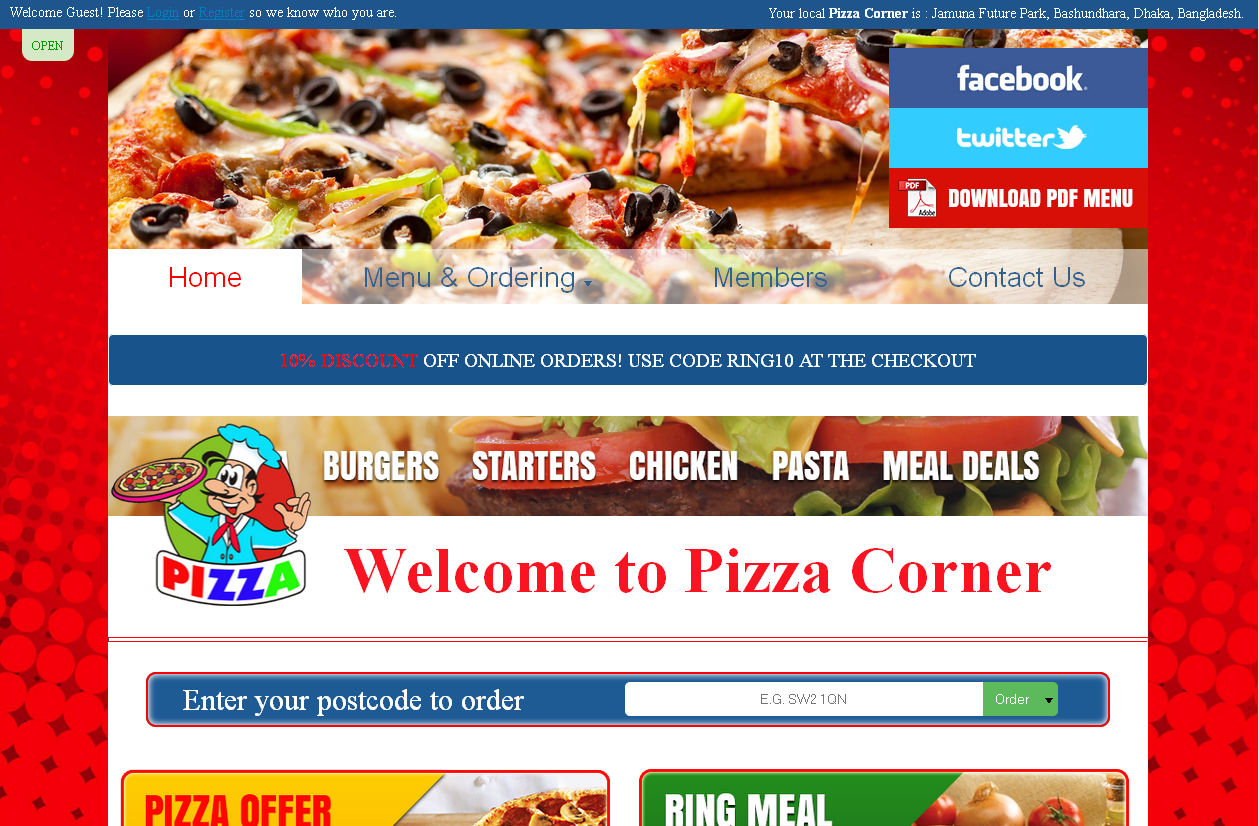 Welcome Guest! Please Login or Register so we know who you are.
Your local Pizza Corner is : Jamuna Future Park, Bashundhara, Dhaka, Bangladesh.
OPEN
facebook.
twitter
PDF
Adobe
DOWNLOAD PDF MENU
Home
Menu & Ordering
Members
Contact Us
10% DISCOUNT OFF ONLINE ORDERS! USE CODE RING10 AT THE CHECKOUT
BURGERS STARTERS CHICKEN PASTA MEAL DEALS
PIZZA
Welcome to Pizza Corner
Enter your postcode to order
E.G. SW2 1QN
Order
PIZZA OFFER
RING MEAL